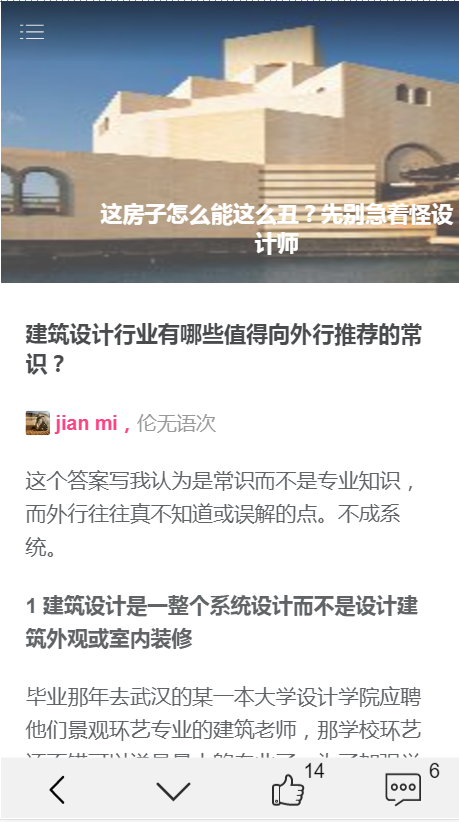 这房子怎么能这么丑？先别急着怪设
计师
建筑设计行业有哪些值得向外行推荐的常
识？
jian mi，伦无语次
这个答案写我认为是常识而不是专业知识，
而外行往往真不知道或误解的点。不成系
统。
1 建筑设计是一整个系统设计而不是设计建
筑外观或室内装修
毕业那年去武汉的某一本大学设计学院应聘
他们景观环艺专业的建筑老师，那学校环艺
14
6